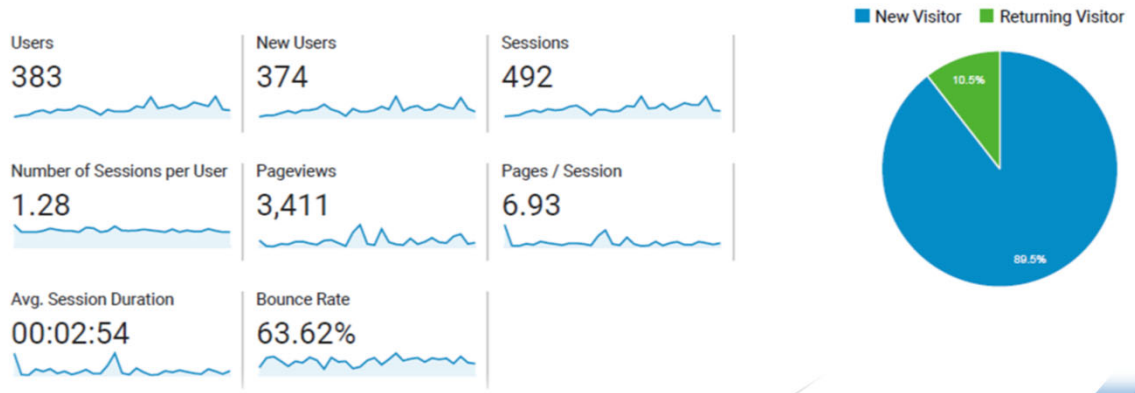 New Visitor Returning Visitor
Users
383
New Users
374
Sessions
492
Number of Sessions per User
1.28
Pageviews
3,411
Pages / Session
6.93
Avg. Session Duration
00:02:54
Bounce Rate
63.62%
10.5%
89.5%